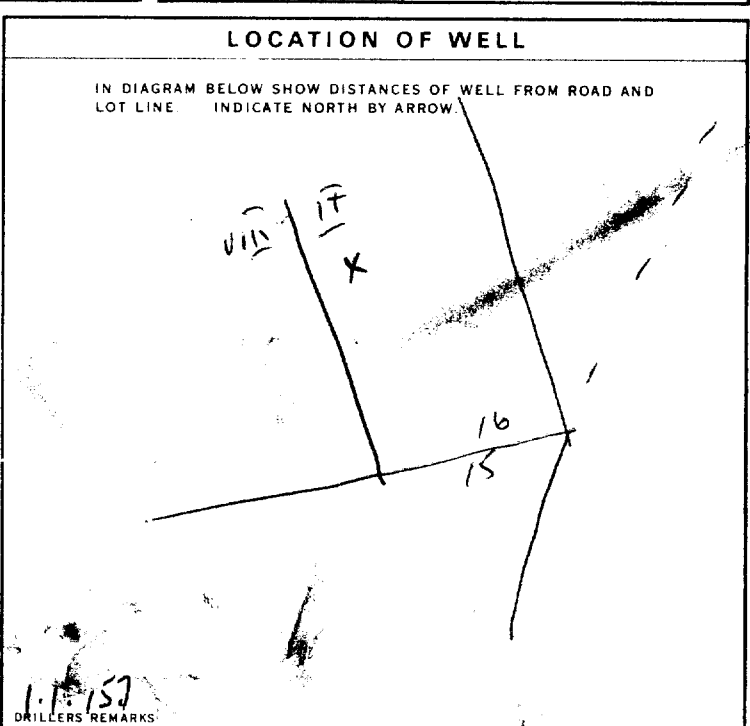 LOCATION OF WELL
IN DIAGRAM BELOW SHOW DISTANCES OF WELL FROM ROAD AND
LOT LINE. INDICATE NORTH BY ARROW.
VIII
X
16
15
DRILLERS REMARKS